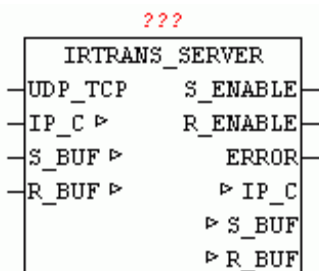 ???
IRTRANS_SERVER
UDP_TCP S_ENABLE
IP_C R_ENABLE
S_BUF ERROR
R_BUF IP_C
S_BUF
R_BUF